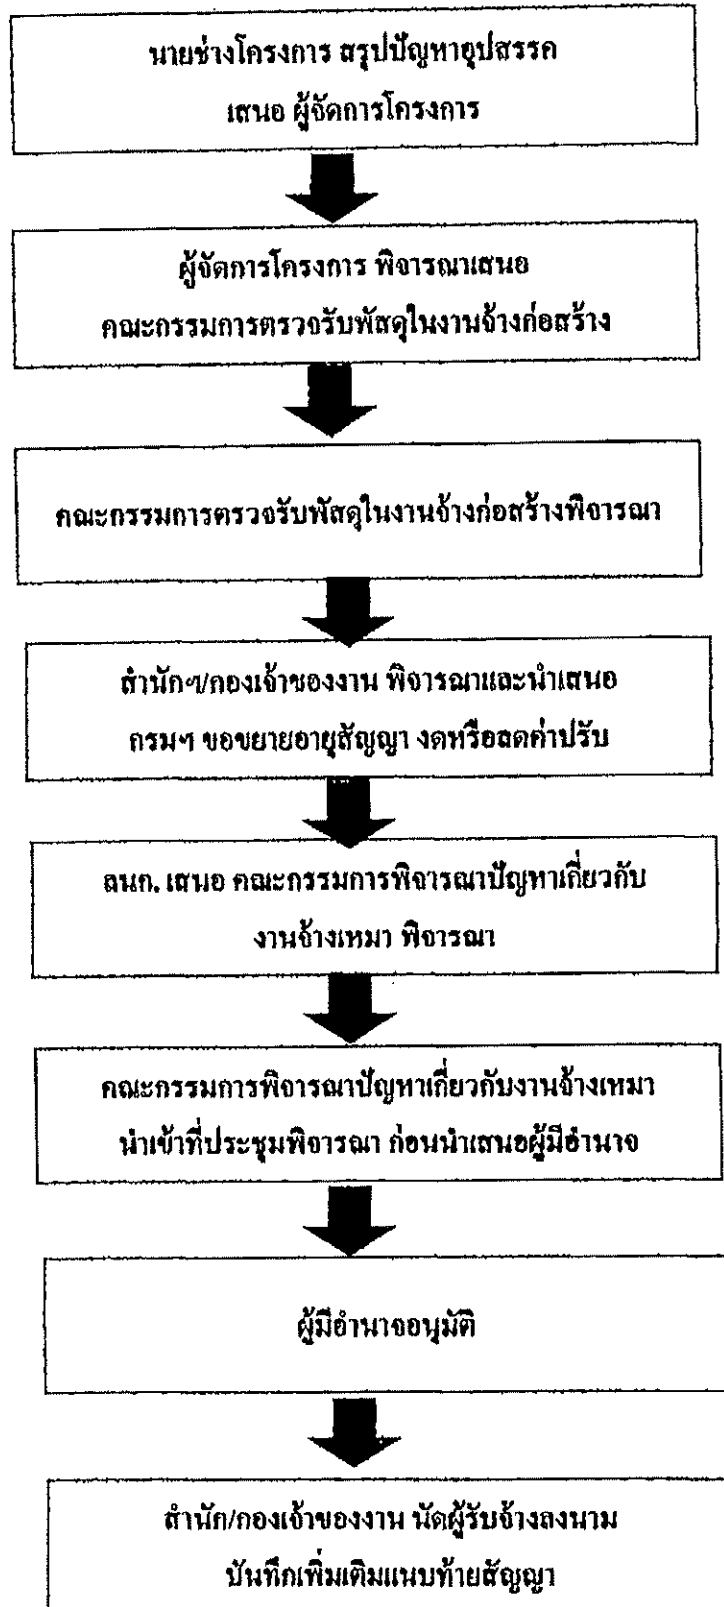 นายช่างโครงการ สรุปปัญหาอุปสรรค
เสนอ ผู้จัดการโครงการ
ผู้จัดการโครงการ พิจารณาเสนอ
คณะกรรมการตรวจรับพัสดุในงานจ้างก่อสร้าง
คณะกรรมการตรวจรับพัสดุในงานจ้างก่อสร้างพิจารณา
สำนักฯ/กองเจ้าของงาน พิจารณาและนำเสนอ
กรมฯ ขอขยายอายุสัญญา งดหรือลดค่าปรับ
ลนก. เสนอ คณะกรรมการพิจารณาปัญหาเกี่ยวกับ
งานจ้างเหมา พิจารณา
คณะกรรมการพิจารณาปัญหาเกี่ยวกับงานจ้างเหมา
นำเข้าที่ประชุมพิจารณา ก่อนนำเสนอผู้มีอำนาจ
ผู้มีอำนาจอนุมัติ
สำนัก/กองเจ้าของงาน นัดผู้รับจ้างลงนาม
บันทึกเพิ่มเติมแนบท้ายสัญญา